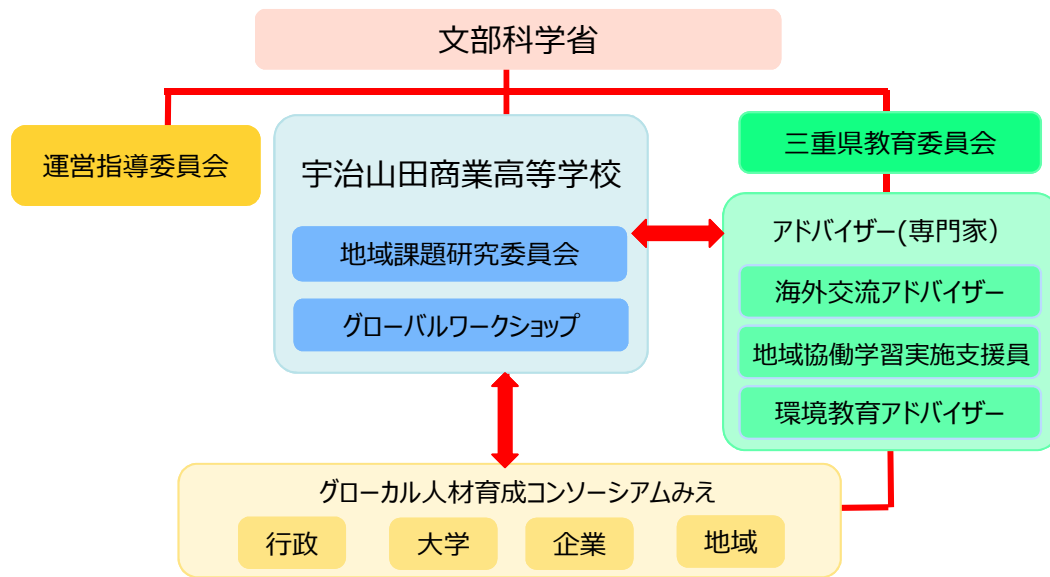 文部科学省
運営指導委員会
宇治山田商業高等学校
地域課題研究委員会
グローバルワークショップ
三重県教育委員会
アドバイザー(専門家）
海外交流アドバイザー
地域協働学習実施支援員
環境教育アドバイザー
グローカル人材育成コンソーシアムみえ
行政
大学
企業
地域